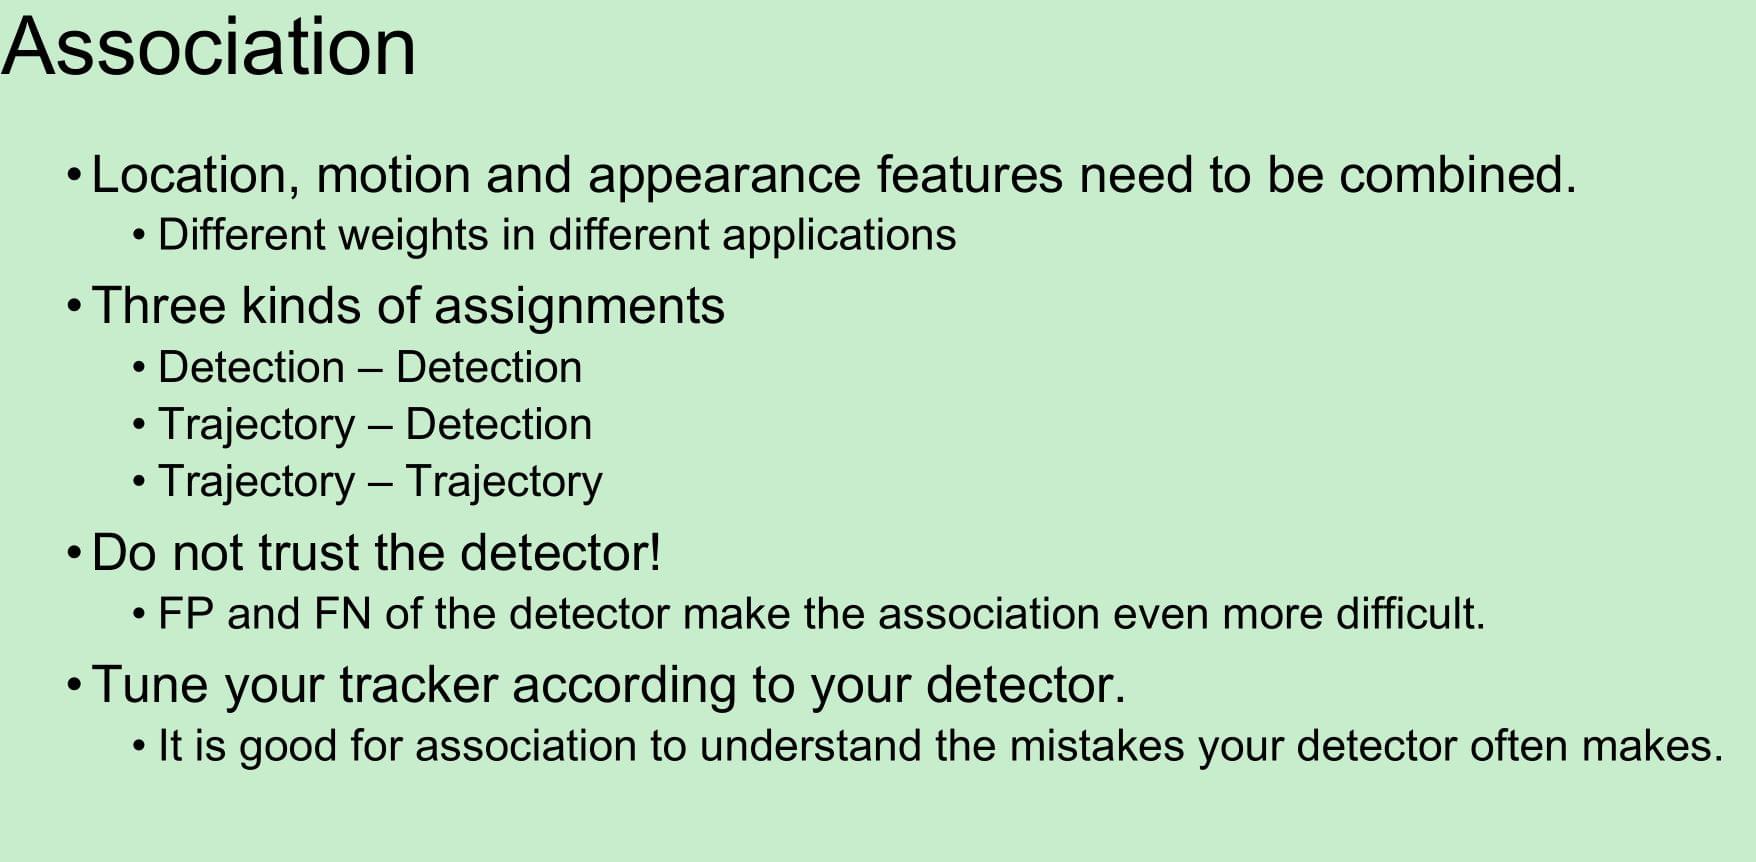 Association
• Location, motion and appearance features need to be combined.
• Different weights in different applications
• Three kinds of assignments
• Detection – Detection
• Trajectory – Detection
• Trajectory – Trajectory
• Do not trust the detector!
• FP and FN of the detector make the association even more difficult.
• Tune your tracker according to your detector.
• It is good for association to understand the mistakes your detector often makes.